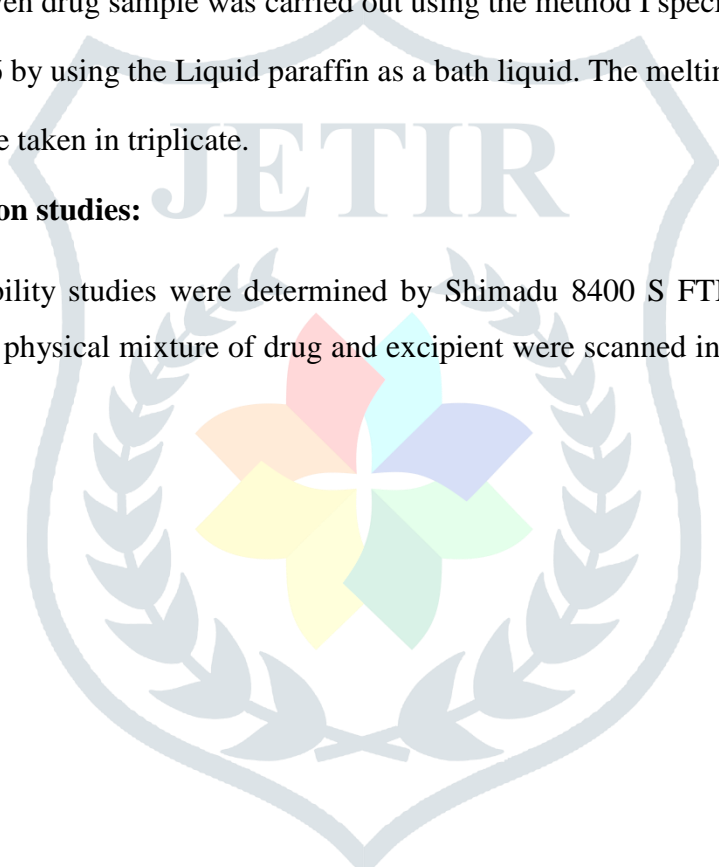 ven drug sample was carried out using the method I speci
by using the Liquid paraffin as a bath liquid. The meltin
e taken in triplicate.
JETIR
on studies:
bility studies were determined by Shimadu 8400 S FTI
physical mixture of drug and excipient were scanned in